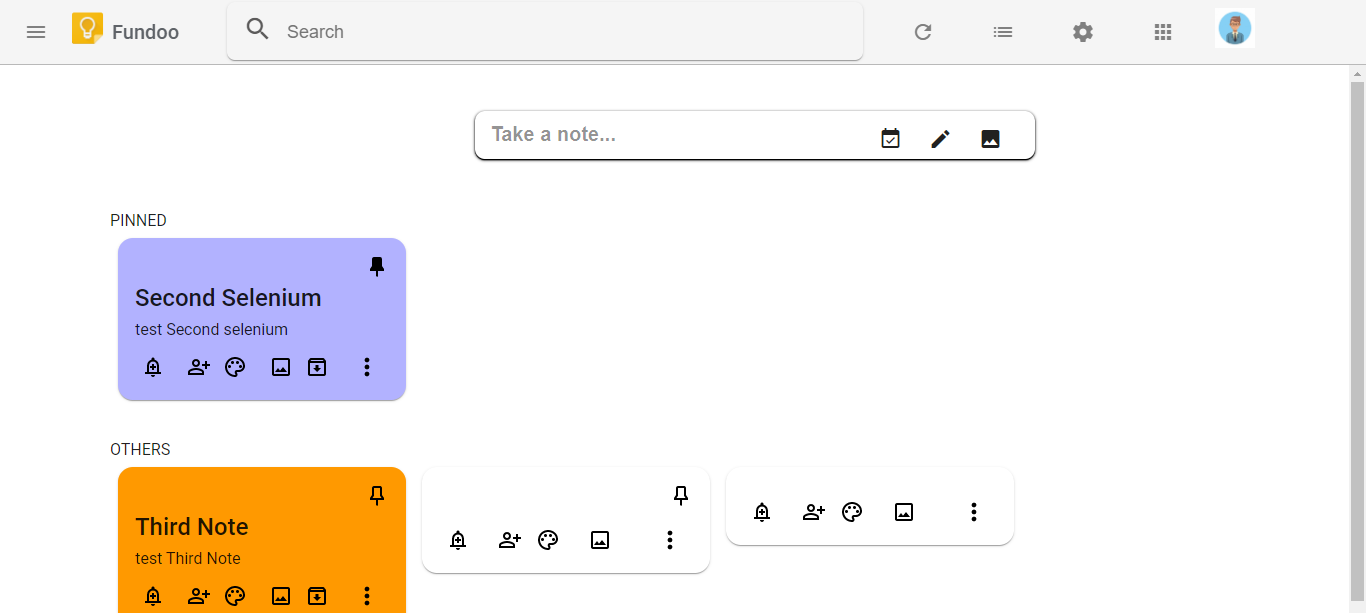 Fundoo
Search
Take a note...
PINNED
Second Selenium
test Second selenium
OTHERS
Third Note
test Third Note